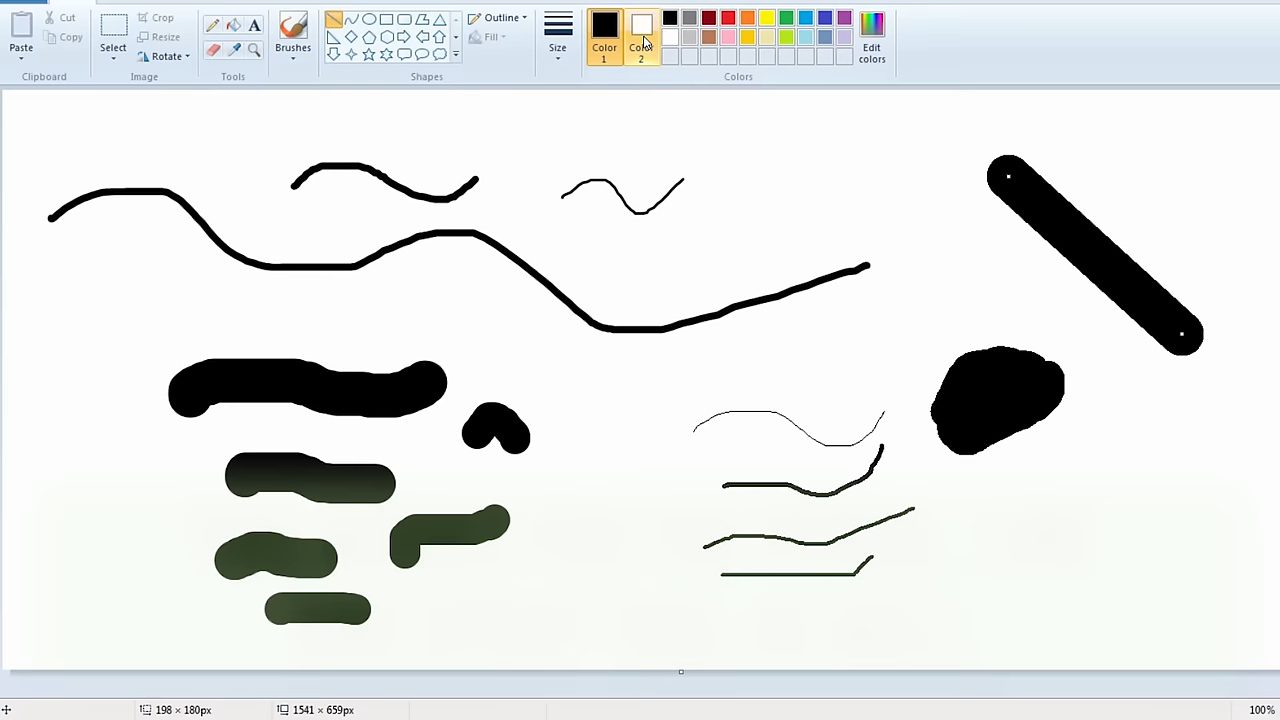 Paste
Cut
Copy
Clipboard
Select
Crop
Resize
Rotate
Image
A
Tools
Brushes
Outline
Fill
Shapes
Size
Color 1
Color 2
Edit colors
Colors
198 × 180px
1541 × 659px
100%